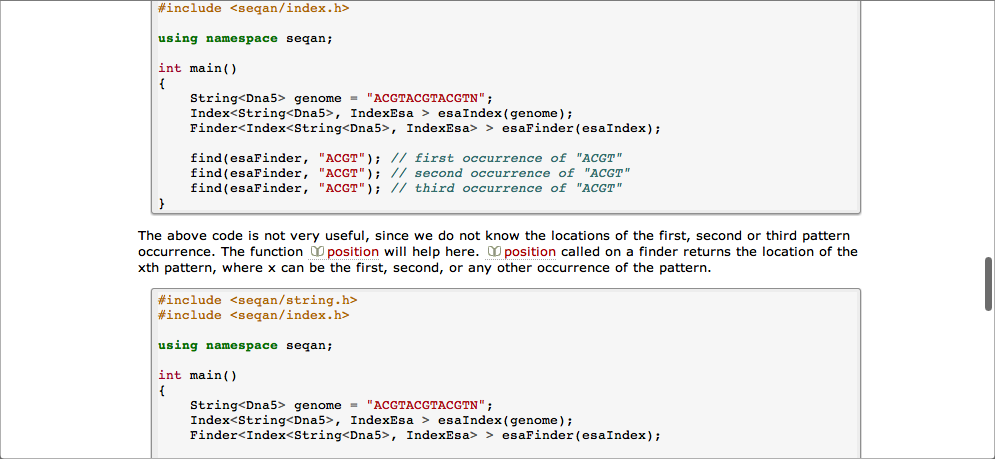 #include <seqan/index.h>
using namespace seqan;
int main()
{
String<Dna5> genome = "ACGTACGTACGTN";
Index<String<Dna5>, IndexEsa > esaIndex(genome);
Finder<Index<String<Dna5>, IndexEsa> > esaFinder(esaIndex);
find(esaFinder, "ACGT"); // first occurrence of "ACGT"
find(esaFinder, "ACGT"); // second occurrence of "ACGT"
find(esaFinder, "ACGT"); // third occurrence of "ACGT"
}
The above code is not very useful, since we do not know the locations of the first, second or third pattern
occurrence. The function position will help here. position called on a finder returns the location of the
xth pattern, where x can be the first, second, or any other occurrence of the pattern.
#include <seqan/string.h>
#include <seqan/index.h>
using namespace seqan;
int main()
{
String<Dna5> genome = "ACGTACGTACGTN";
Index<String<Dna5>, IndexEsa > esaIndex(genome);
Finder<Index<String<Dna5>, IndexEsa> > esaFinder(esaIndex);